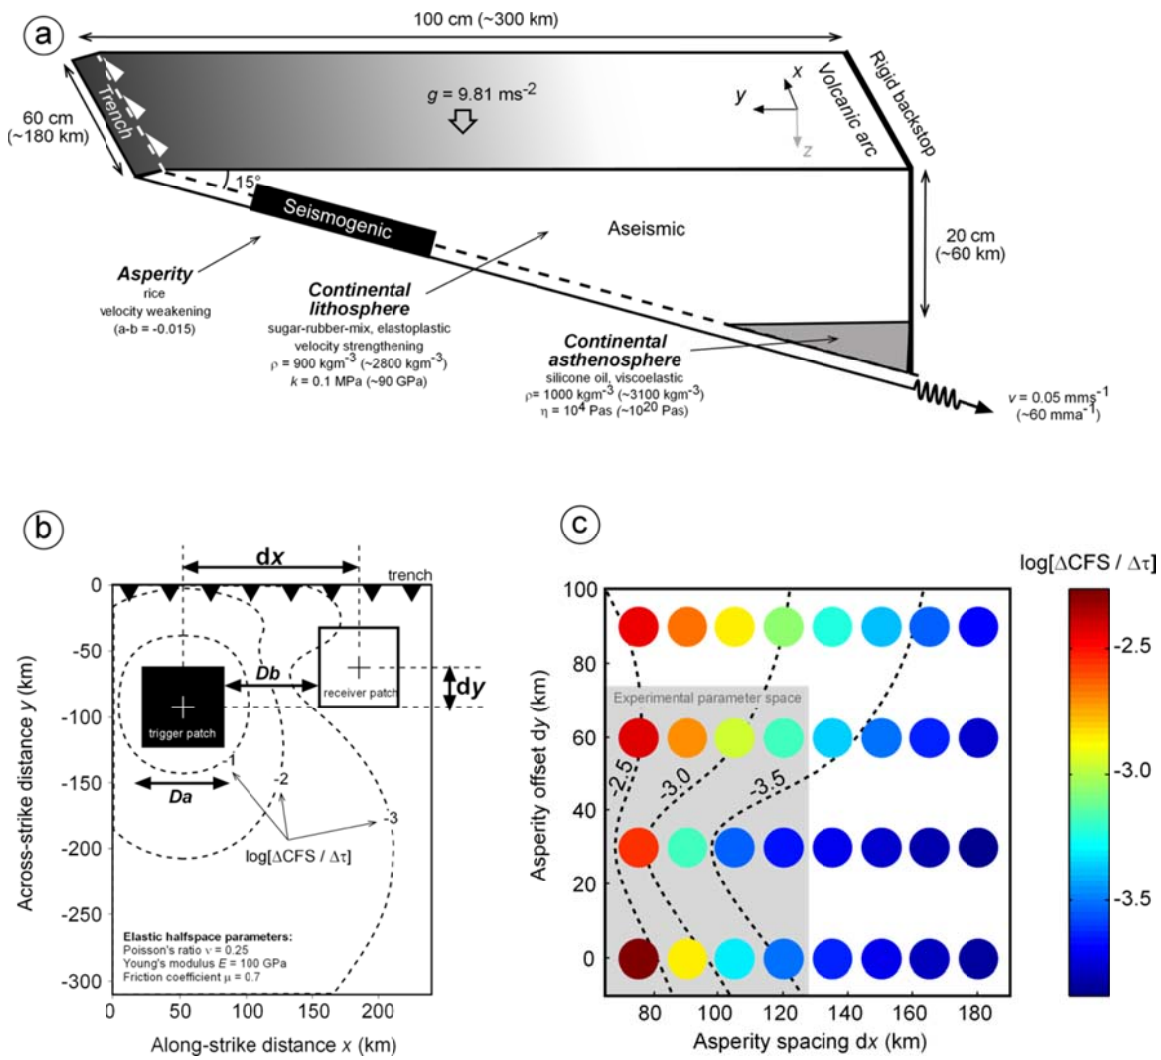 a
100 cm (~300 km)
60 cm
(~180 km)
Trench
g = 9.81 ms⁻²
x
y
z
Volcanic arc
Rigid backstop
15°
Seismogenic
Aseismic
20 cm
(~60 km)
Asperity
rice
velocity weakening
(a-b = -0.015)
Continental
lithosphere
sugar-rubber-mix, elastoplastic
velocity strengthening
ρ = 900 kgm⁻³ (~2800 kgm⁻³)
k = 0.1 MPa (~90 GPa)
Continental
asthenosphere
silicone oil, viscoelastic
ρ= 1000 kgm⁻³ (~3100 kgm⁻³)
η = 10⁴ Pas (~10²⁰ Pas)
v = 0.05 mms⁻¹
(~60 mma⁻¹)
b
dx
trench
Db
receiver patch
dy
trigger patch
Da
-1
-2
-3
log[ΔCFS / Δτ]
Elastic halfspace parameters:
Poisson's ratio ν = 0.25
Young's modulus E = 100 GPa
Friction coefficient μ = 0.7
0
-50
-100
-150
-200
-250
-300
Across-strike distance y (km)
0 50 100 150 200
Along-strike distance x (km)
c
log[ΔCFS / Δτ]
100
80
60
40
20
0
Asperity offset dy (km)
Experimental parameter space
-2.5
-3.0
-3.5
80 100 120 140 160 180
Asperity spacing dx (km)
-2.5
-3.0
-3.5